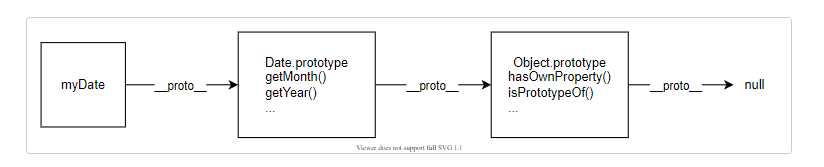 myDate
__proto__
Date.prototype
getMonth()
getYear()
...
__proto__
Object.prototype
hasOwnProperty()
isPrototypeOf()
...
__proto__
null
Viewer does not support full SVG 1.1